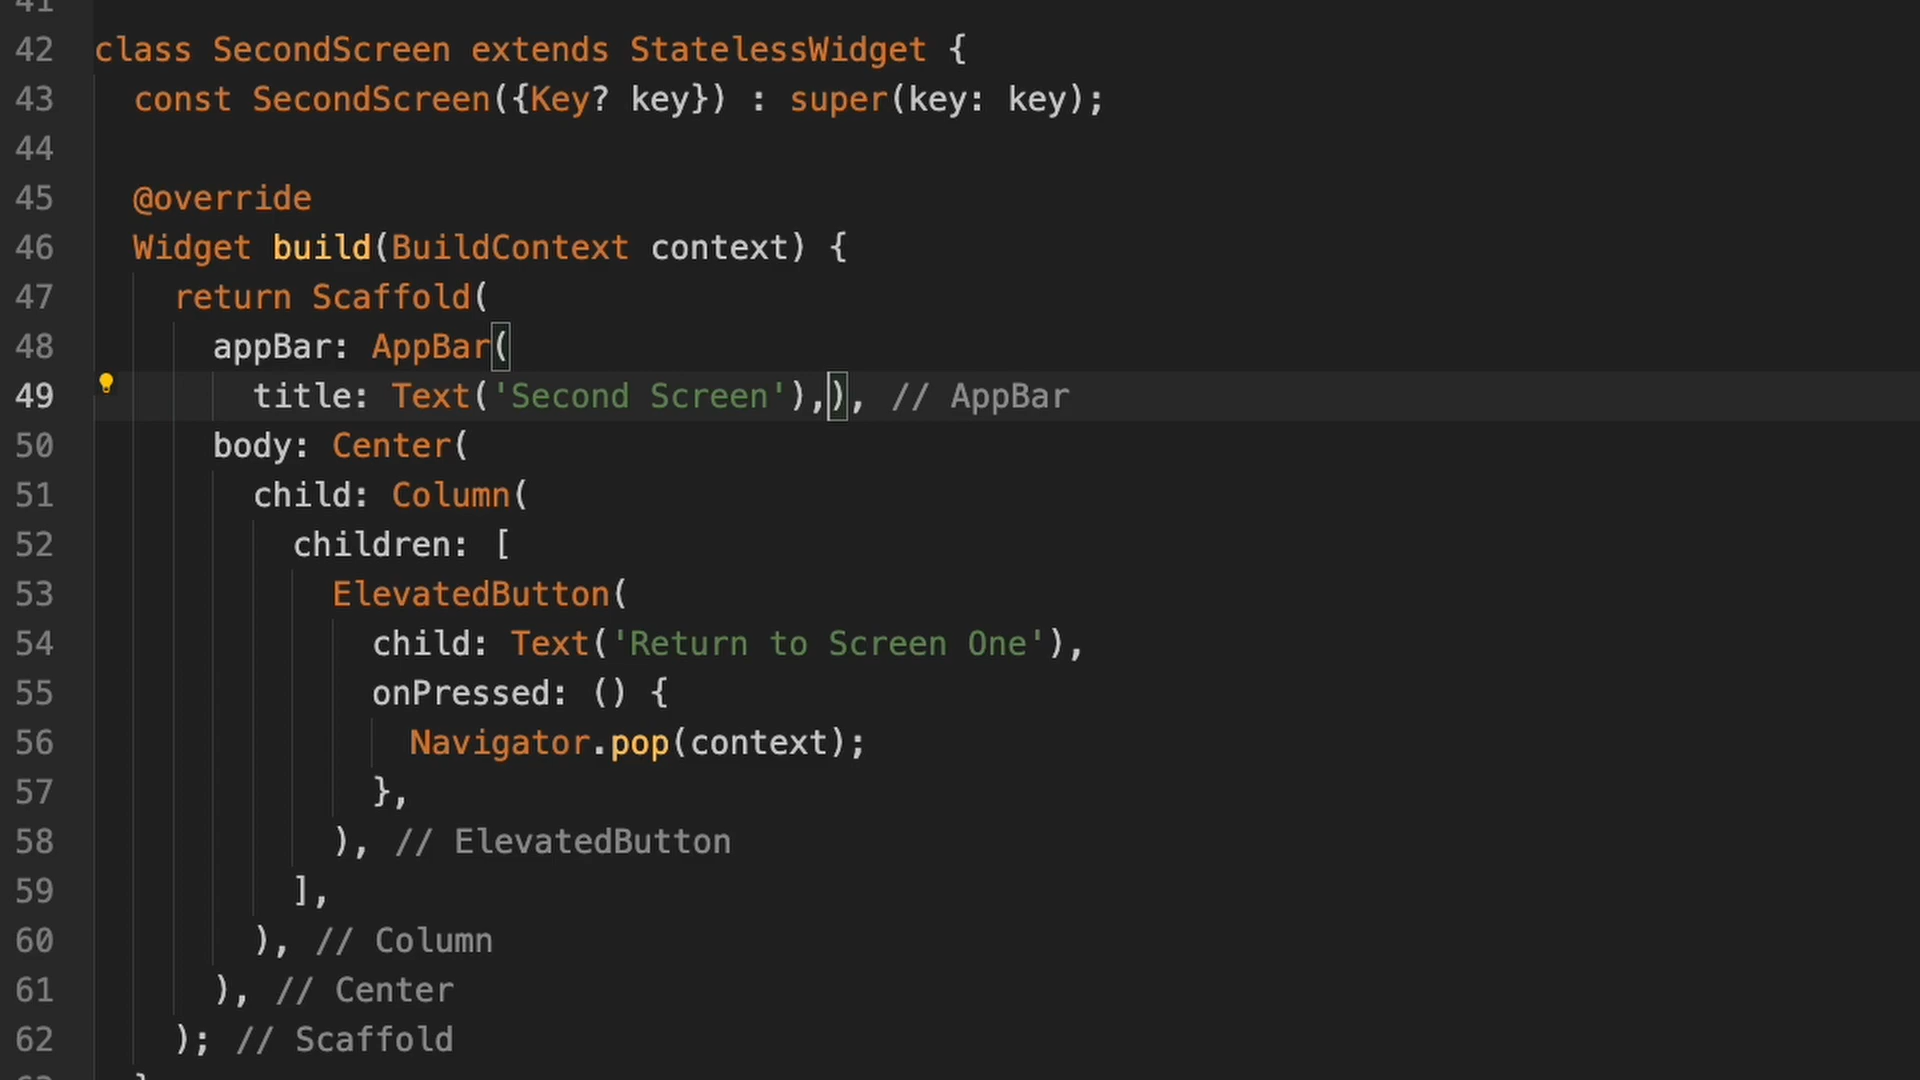 41
42 class SecondScreen extends StatelessWidget {
43   const SecondScreen({Key? key}) : super(key: key);
44
45   @override
46   Widget build(BuildContext context) {
47     return Scaffold(
48       appBar: AppBar(
49         title: Text('Second Screen'),), // AppBar
50       body: Center(
51         child: Column(
52           children: [
53             ElevatedButton(
54               child: Text('Return to Screen One'),
55               onPressed: () {
56                 Navigator.pop(context);
57               },
58             ), // ElevatedButton
59           ],
60         ), // Column
61       ), // Center
62     ); // Scaffold
63   }